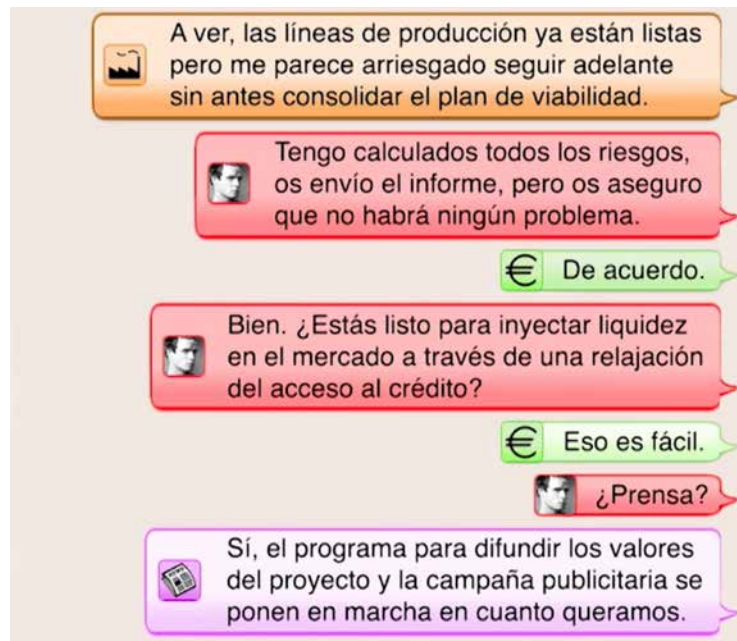 A ver, las líneas de producción ya están listas
pero me parece arriesgado seguir adelante
sin antes consolidar el plan de viabilidad.
Tengo calculados todos los riesgos,
os envío el informe, pero os aseguro
que no habrá ningún problema.
€ De acuerdo.
Bien. ¿Estás listo para inyectar liquidez
en el mercado a través de una relajación
del acceso al crédito?
€ Eso es fácil.
¿Prensa?
Sí, el programa para difundir los valores
del proyecto y la campaña publicitaria se
ponen en marcha en cuanto queramos.